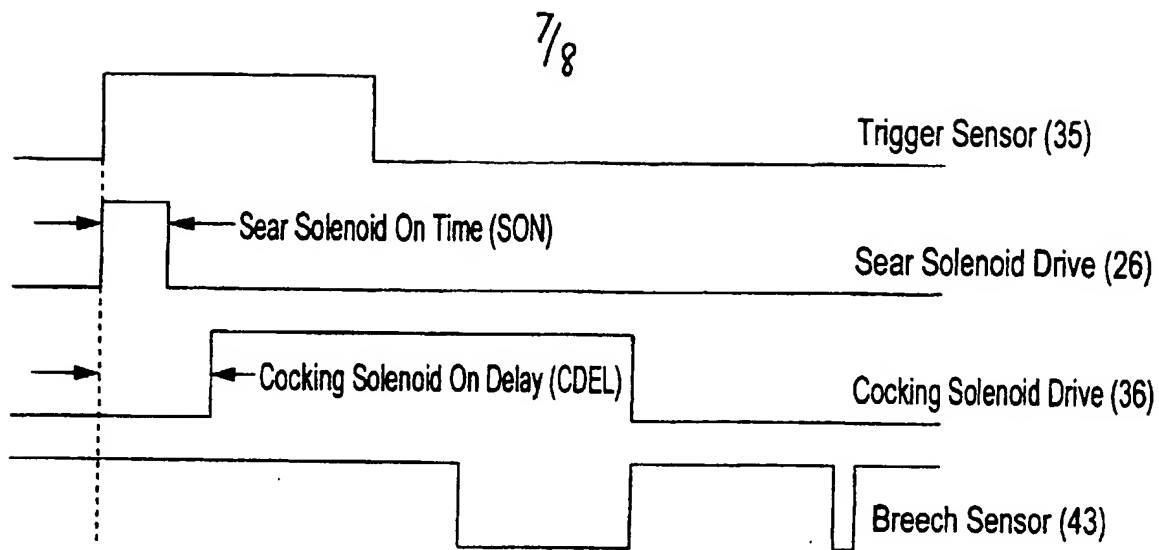 7/8
Trigger Sensor (35)
Sear Solenoid On Time (SON)
Sear Solenoid Drive (26)
Cocking Solenoid On Delay (CDEL)
Cocking Solenoid Drive (36)
Breech Sensor (43)